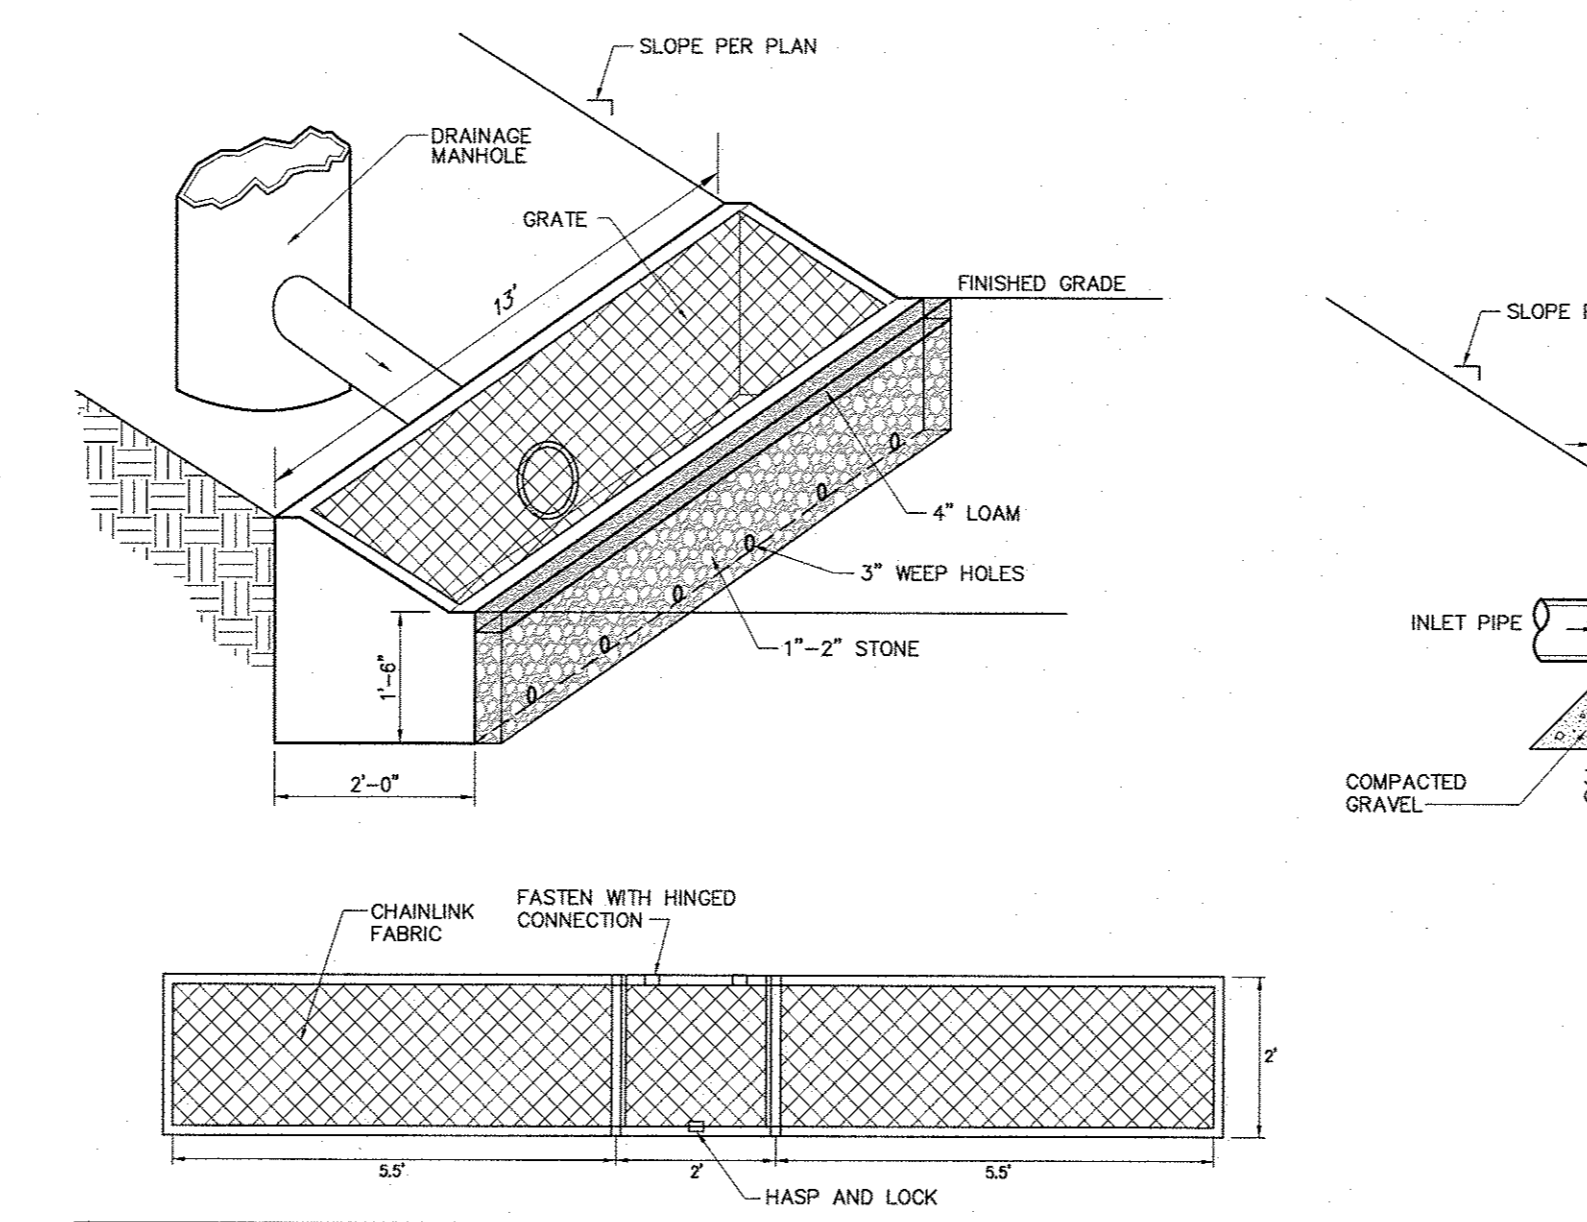 SLOPE PER PLAN
DRAINAGE
MANHOLE
GRATE
13'
FINISHED GRADE
SLOPE
4" LOAM
3" WEEP HOLES
1"-2" STONE
1'-6"
2'-0"
INLET PIPE
COMPACTED
GRAVEL
FASTEN WITH HINGED
CONNECTION
CHAINLINK
FABRIC
2'
5.5'
2'
5.5'
HASP AND LOCK